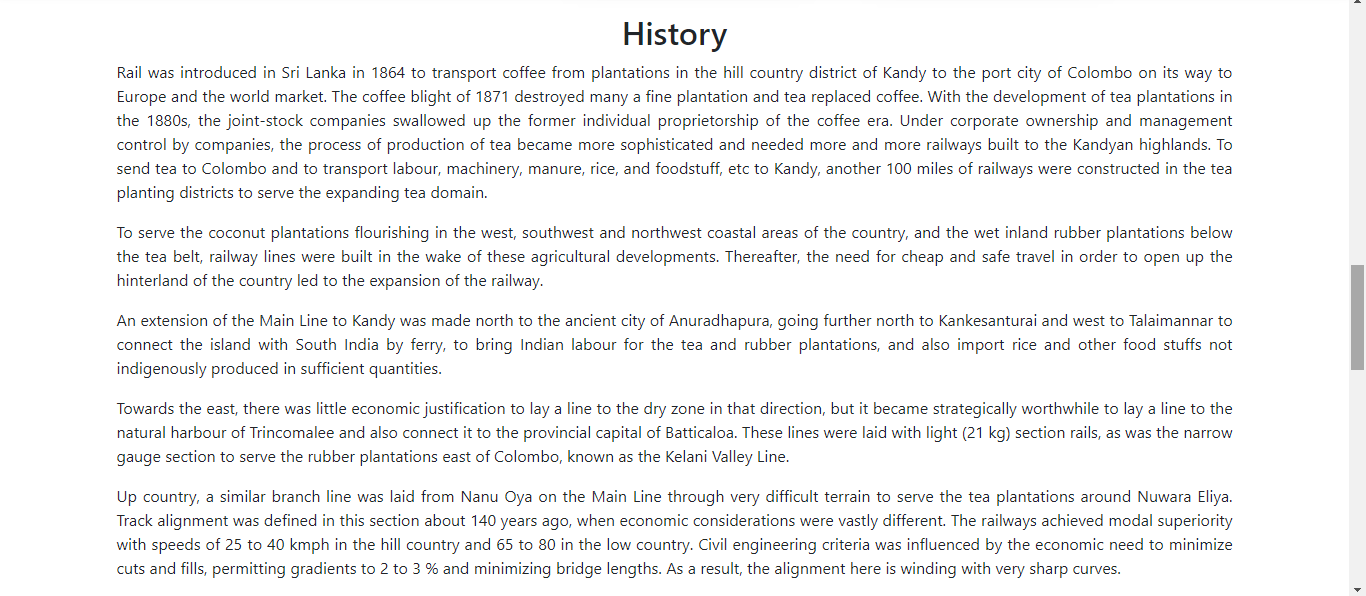 History
Rail was introduced in Sri Lanka in 1864 to transport coffee from plantations in the hill country district of Kandy to the port city of Colombo on its way to
Europe and the world market. The coffee blight of 1871 destroyed many a fine plantation and tea replaced coffee. With the development of tea plantations in
the 1880s, the joint-stock companies swallowed up the former individual proprietorship of the coffee era. Under corporate ownership and management
control by companies, the process of production of tea became more sophisticated and needed more and more railways built to the Kandyan highlands. To
send tea to Colombo and to transport labour, machinery, manure, rice, and foodstuff, etc to Kandy, another 100 miles of railways were constructed in the tea
planting districts to serve the expanding tea domain.
To serve the coconut plantations flourishing in the west, southwest and northwest coastal areas of the country, and the wet inland rubber plantations below
the tea belt, railway lines were built in the wake of these agricultural developments. Thereafter, the need for cheap and safe travel in order to open up the
hinterland of the country led to the expansion of the railway.
An extension of the Main Line to Kandy was made north to the ancient city of Anuradhapura, going further north to Kankesanturai and west to Talaimannar to
connect the island with South India by ferry, to bring Indian labour for the tea and rubber plantations, and also import rice and other food stuffs not
indigenously produced in sufficient quantities.
Towards the east, there was little economic justification to lay a line to the dry zone in that direction, but it became strategically worthwhile to lay a line to the
natural harbour of Trincomalee and also connect it to the provincial capital of Batticaloa. These lines were laid with light (21 kg) section rails, as was the narrow
gauge section to serve the rubber plantations east of Colombo, known as the Kelani Valley Line.
Up country, a similar branch line was laid from Nanu Oya on the Main Line through very difficult terrain to serve the tea plantations around Nuwara Eliya.
Track alignment was defined in this section about 140 years ago, when economic considerations were vastly different. The railways achieved modal superiority
with speeds of 25 to 40 kmph in the hill country and 65 to 80 in the low country. Civil engineering criteria was influenced by the economic need to minimize
cuts and fills, permitting gradients to 2 to 3 % and minimizing bridge lengths. As a result, the alignment here is winding with very sharp curves.